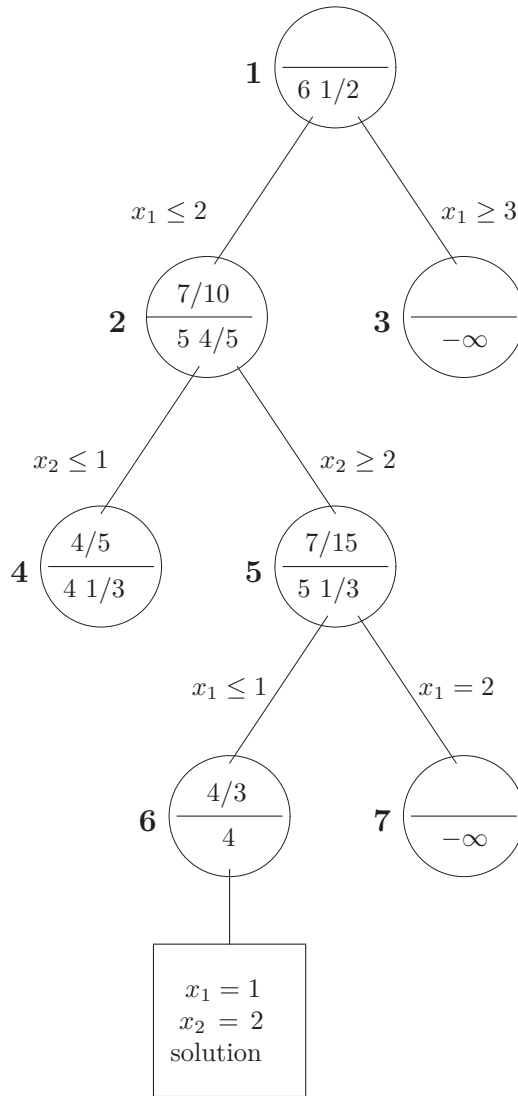 1
6 1/2
x₁ ≤ 2
x₁ ≥ 3
2
7/10
5 4/5
3
−∞
x₂ ≤ 1
x₂ ≥ 2
4
4/5
4 1/3
5
7/15
5 1/3
x₁ ≤ 1
x₁ = 2
6
4/3
4
7
−∞
x₁ = 1
x₂ = 2
solution